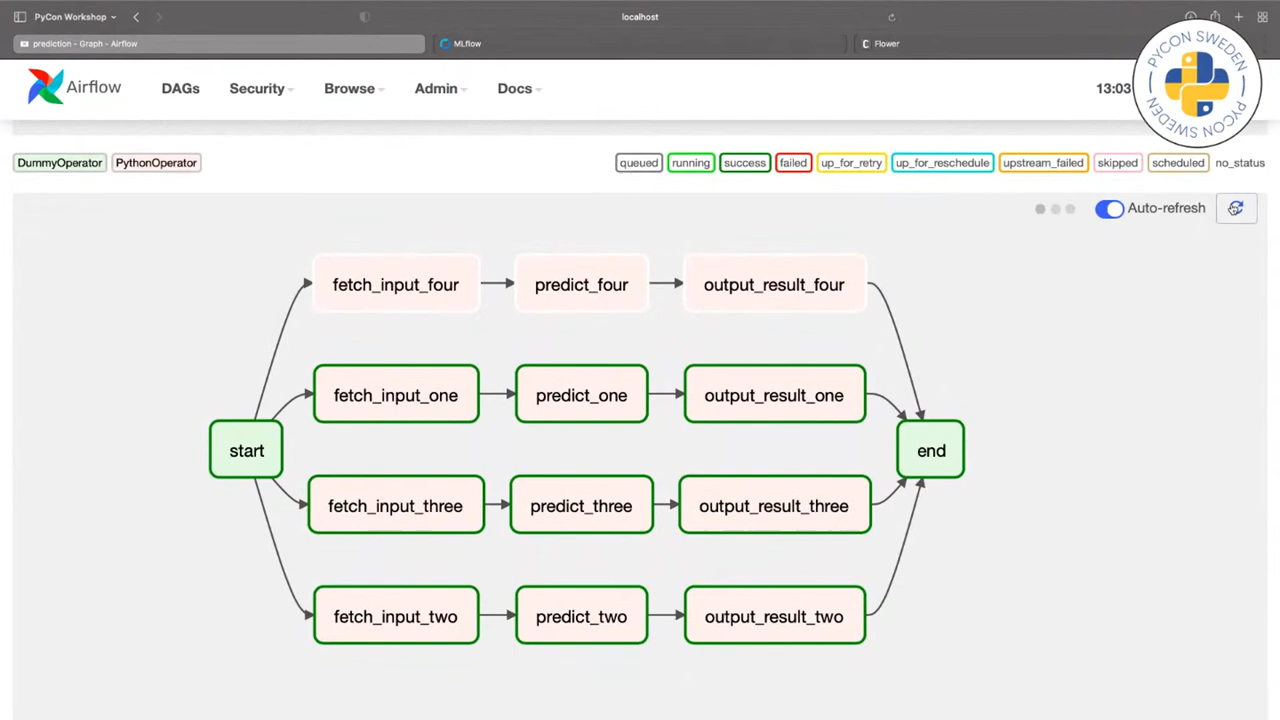 PyCon Workshop
localhost
prediction - Graph - Airflow
MLflow
C Flower
Airflow
DAGs
Security
Browse
Admin
Docs
13:03
PYCON SWEDEN
PYCON SWEDEN
DummyOperator
PythonOperator
queued
running
success
failed
up_for_retry
up_for_reschedule
upstream_failed
skipped
scheduled
no_status
Auto-refresh
fetch_input_four
predict_four
output_result_four
fetch_input_one
predict_one
output_result_one
start
end
fetch_input_three
predict_three
output_result_three
fetch_input_two
predict_two
output_result_two